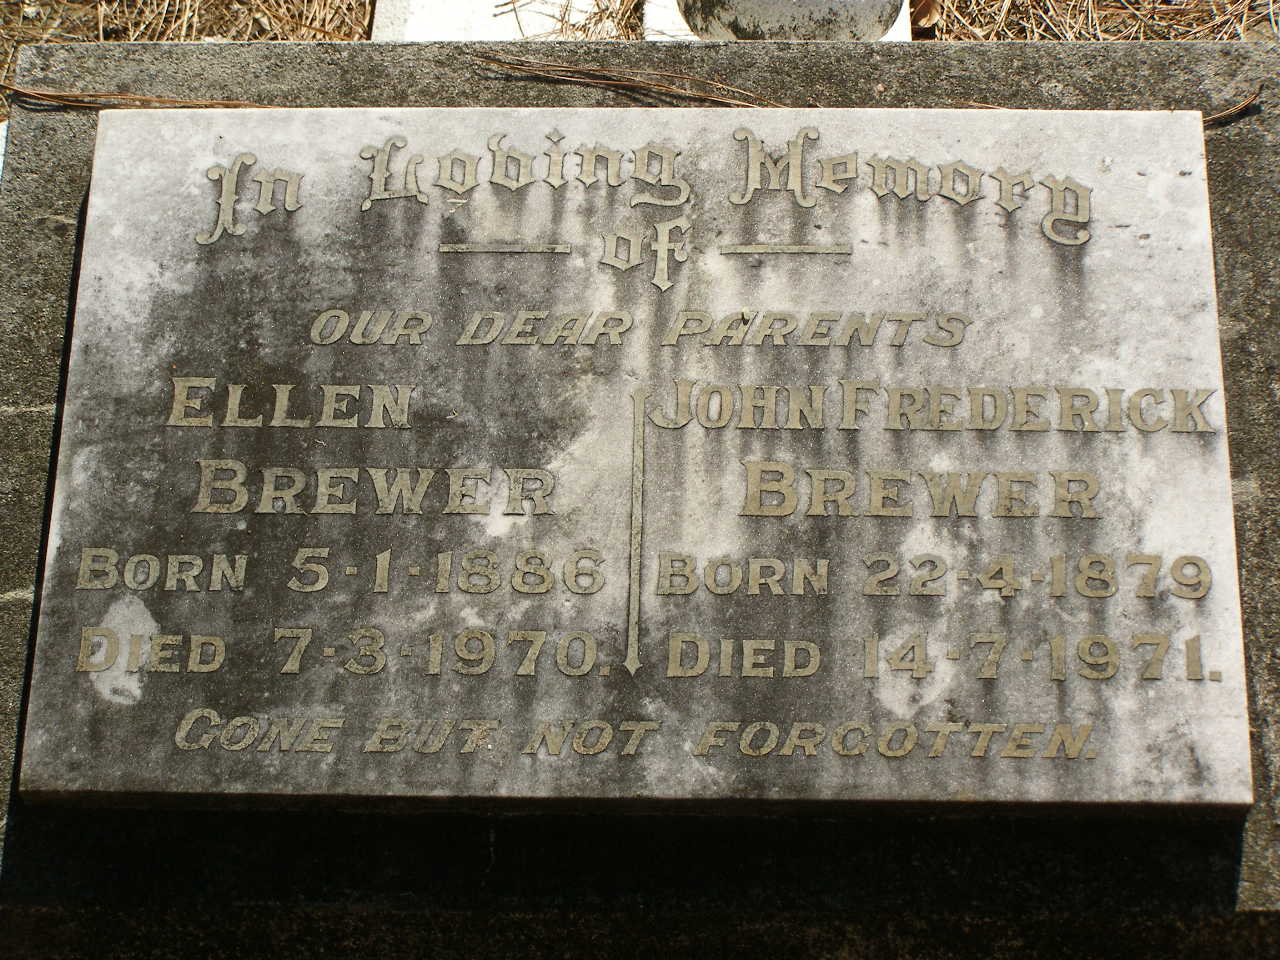 In Loving Memory
of
OUR DEAR PARENTS
ELLEN
BREWER
BORN 5-1-1886
DIED 7-3-1970.
JOHN FREDERICK
BREWER
BORN 22-4-1879
DIED 14-7-1971.
GONE BUT NOT FORGOTTEN.